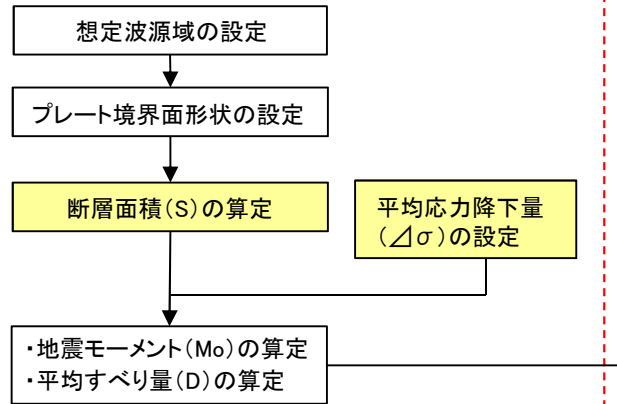 想定波源域の設定
プレート境界面形状の設定
断層面積(S)の算定
平均応力降下量
(⊿σ)の設定
・地震モーメント(Mo)の算定
・平均すべり量(D)の算定